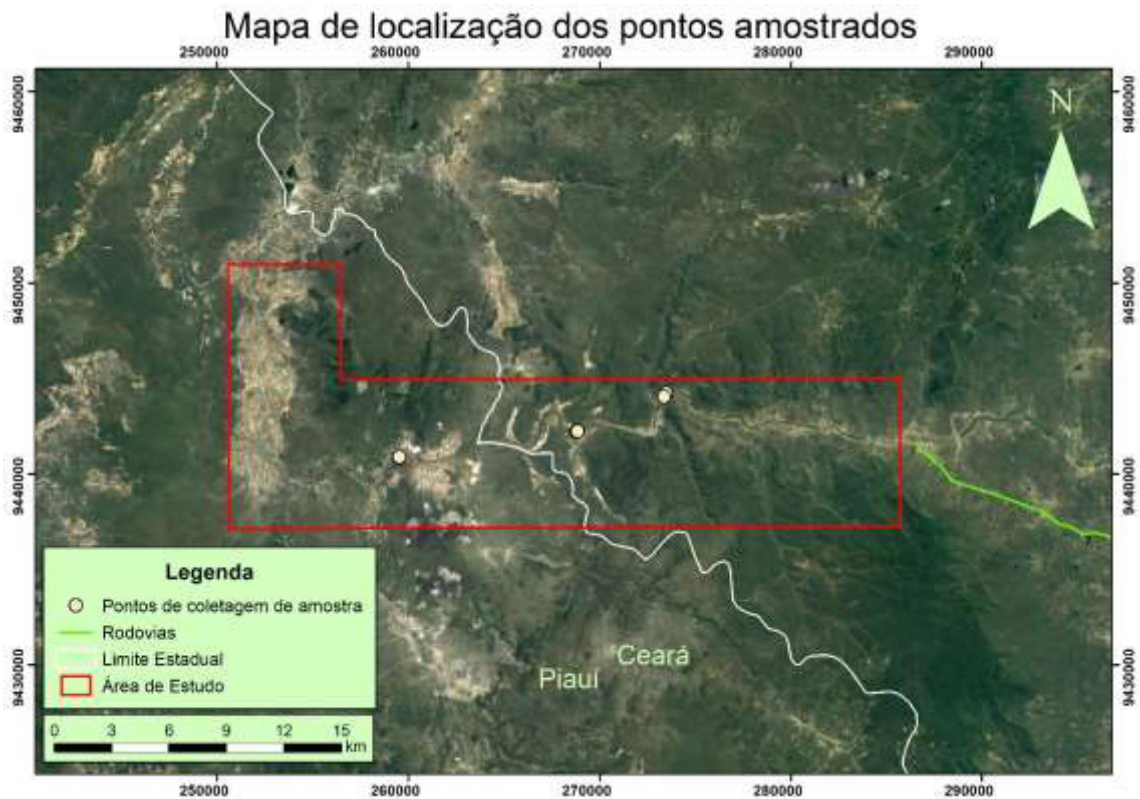 Mapa de localização dos pontos amostrados
250000 260000 270000 280000 290000
9460000 9460000
N
9450000 9450000
9440000 9440000
9430000 9430000
Ceará
Piauí
Legenda
Pontos de coletagem de amostra
Rodovias
Limite Estadual
Área de Estudo
0 3 6 9 12 15
km
250000 260000 270000 280000 290000